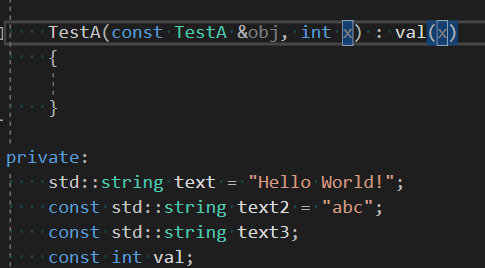 TestA(const TestA &obj, int x) : val(x)
{
}
private:
std::string text = "Hello World!";
const std::string text2 = "abc";
const std::string text3;
const int val;